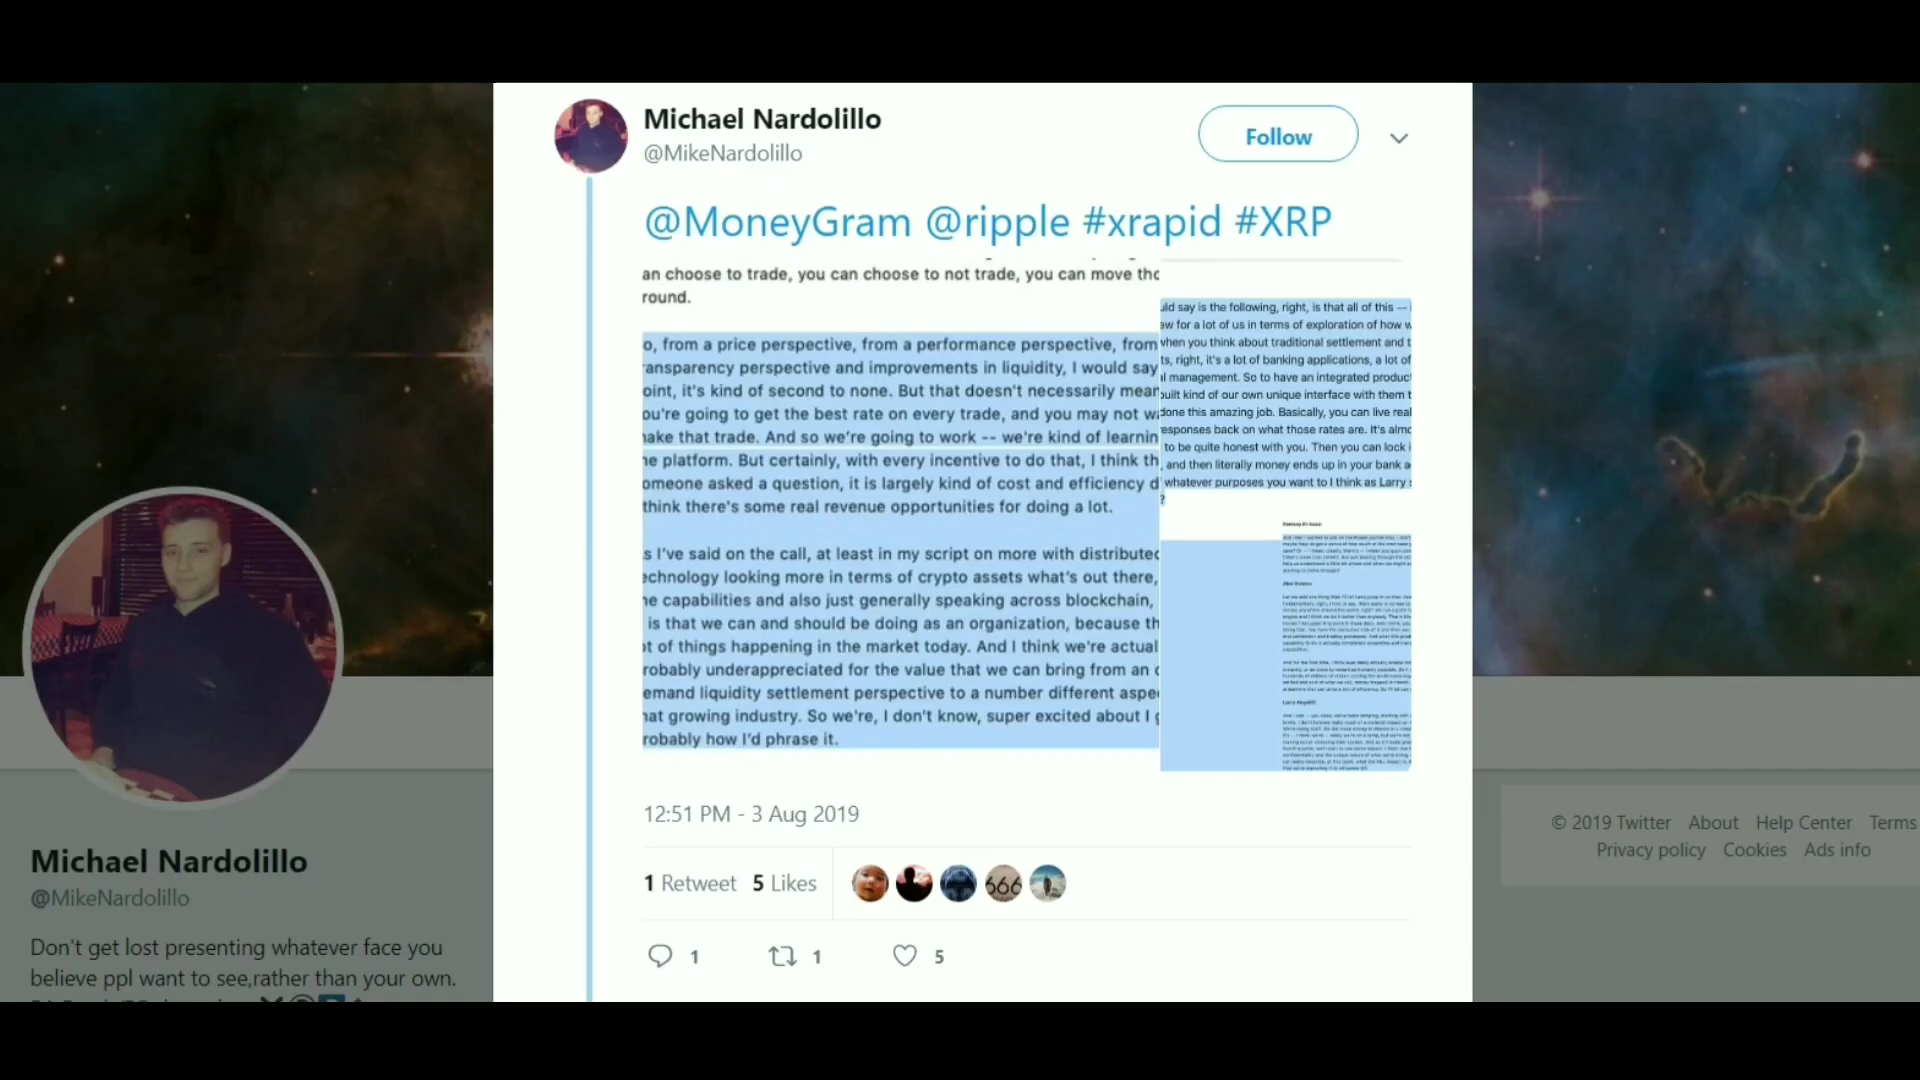 Michael Nardolillo
@MikeNardolillo
Follow
@MoneyGram @ripple #xrapid #XRP
an choose to trade, you can choose to not trade, you can move
round.
o, from a price perspective, from a performance perspective, from
ansparency perspective and improvements in liquidity, I would say
oint, it's kind of second to none. But that doesn't necessarily mean
ou're going to get the best rate on every trade, and you may not
ake that trade. And so we're going to work -- we're kind of learnin
he platform. But certainly, with every incentive to do that, I think th
omeone asked a question, it is largely kind of cost and efficiency d
think there's some real revenue opportunities for doing a lot.
s I've said on the call, at least in my script on more with distributed
echnology looking more in terms of crypto assets what's out there,
he capabilities and also just generally speaking across blockchain,
is that we can and should be doing as an organization, because th
ot of things happening in the market today. And I think we're actual
robably underappreciated for the value that we can bring from an
emand liquidity settlement perspective to a number different aspe
hat growing industry. So we're, I don't know, super excited about I g
robably how I'd phrase it.
uld say is the following, right, is that all of this --
ew for a lot of us in terms of exploration of how w
when you think about traditional settlement and t
ts, right, it's a lot of banking applications, a lot of
l management. So to have an integrated product
built kind of our own unique interface with them t
done this amazing job. Basically, you can live real
responses back on what those rates are. It's almo
to be quite honest with you. Then you can lock i
, and then literally money ends up in your bank a
whatever purposes you want to I think as Larry s
?
12:51 PM - 3 Aug 2019
1 Retweet 5 Likes
666
1 1 5
Michael Nardolillo
@MikeNardolillo
Don't get lost presenting whatever face you
believe ppl want to see,rather than your own.
© 2019 Twitter About Help Center Terms
Privacy policy Cookies Ads info